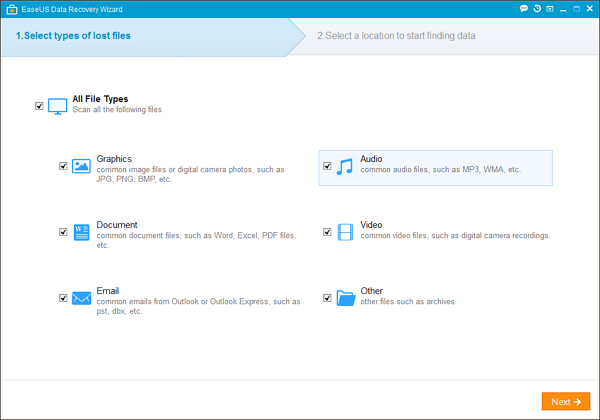 EaseUS Data Recovery Wizard
1.Select types of lost files
2.Select a location to start finding data
All File Types
Scan all the following files
Graphics
common image files or digital camera photos, such as
JPG, PNG, BMP, etc.
Audio
common audio files, such as MP3, WMA, etc.
Document
common document files, such as Word, Excel, PDF files,
etc.
Video
common video files, such as digital camera recordings.
Email
common emails from Outlook or Outlook Express, such as
pst, dbx, etc.
Other
other files such as archives.
Next